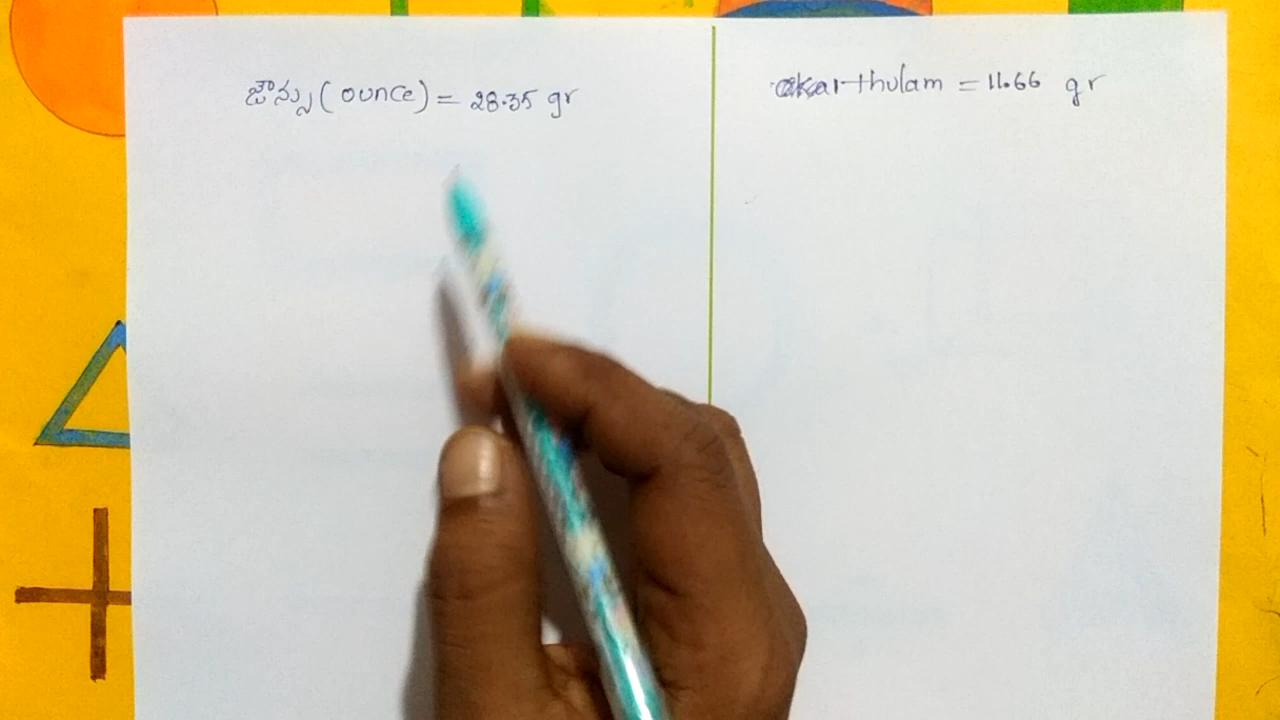 ఔన్సు (ounce) = 28.35 gr
thulam = 11.66 gr